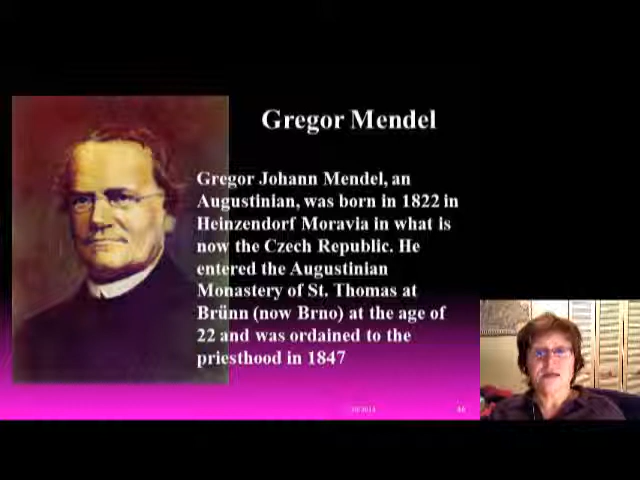 Gregor Mendel
Gregor Johann Mendel, an
Augustinian, was born in 1822 in
Heinzendorf Moravia in what is
now the Czech Republic. He
entered the Augustinian
Monastery of St. Thomas at
Brünn (now Brno) at the age of
22 and was ordained to the
priesthood in 1847